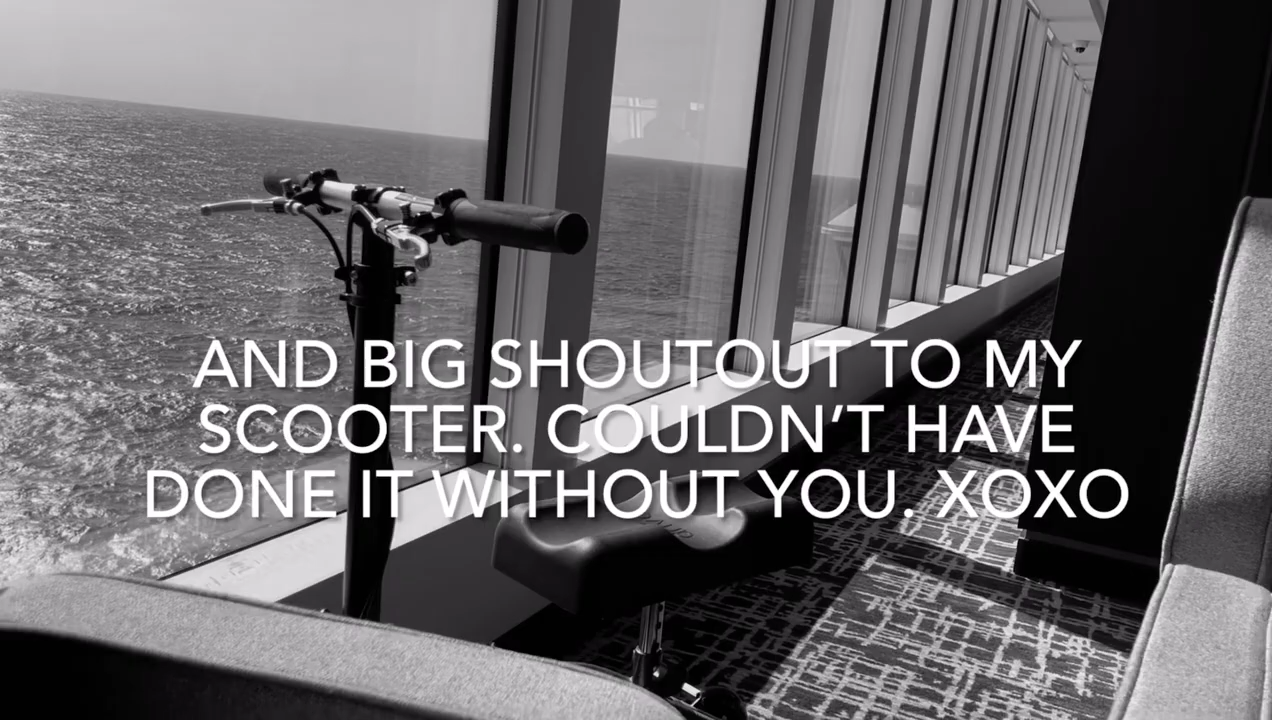 AND BIG SHOUTOUT TO MY
SCOOTER. COULDN’T HAVE
DONE IT WITHOUT YOU. XOXO